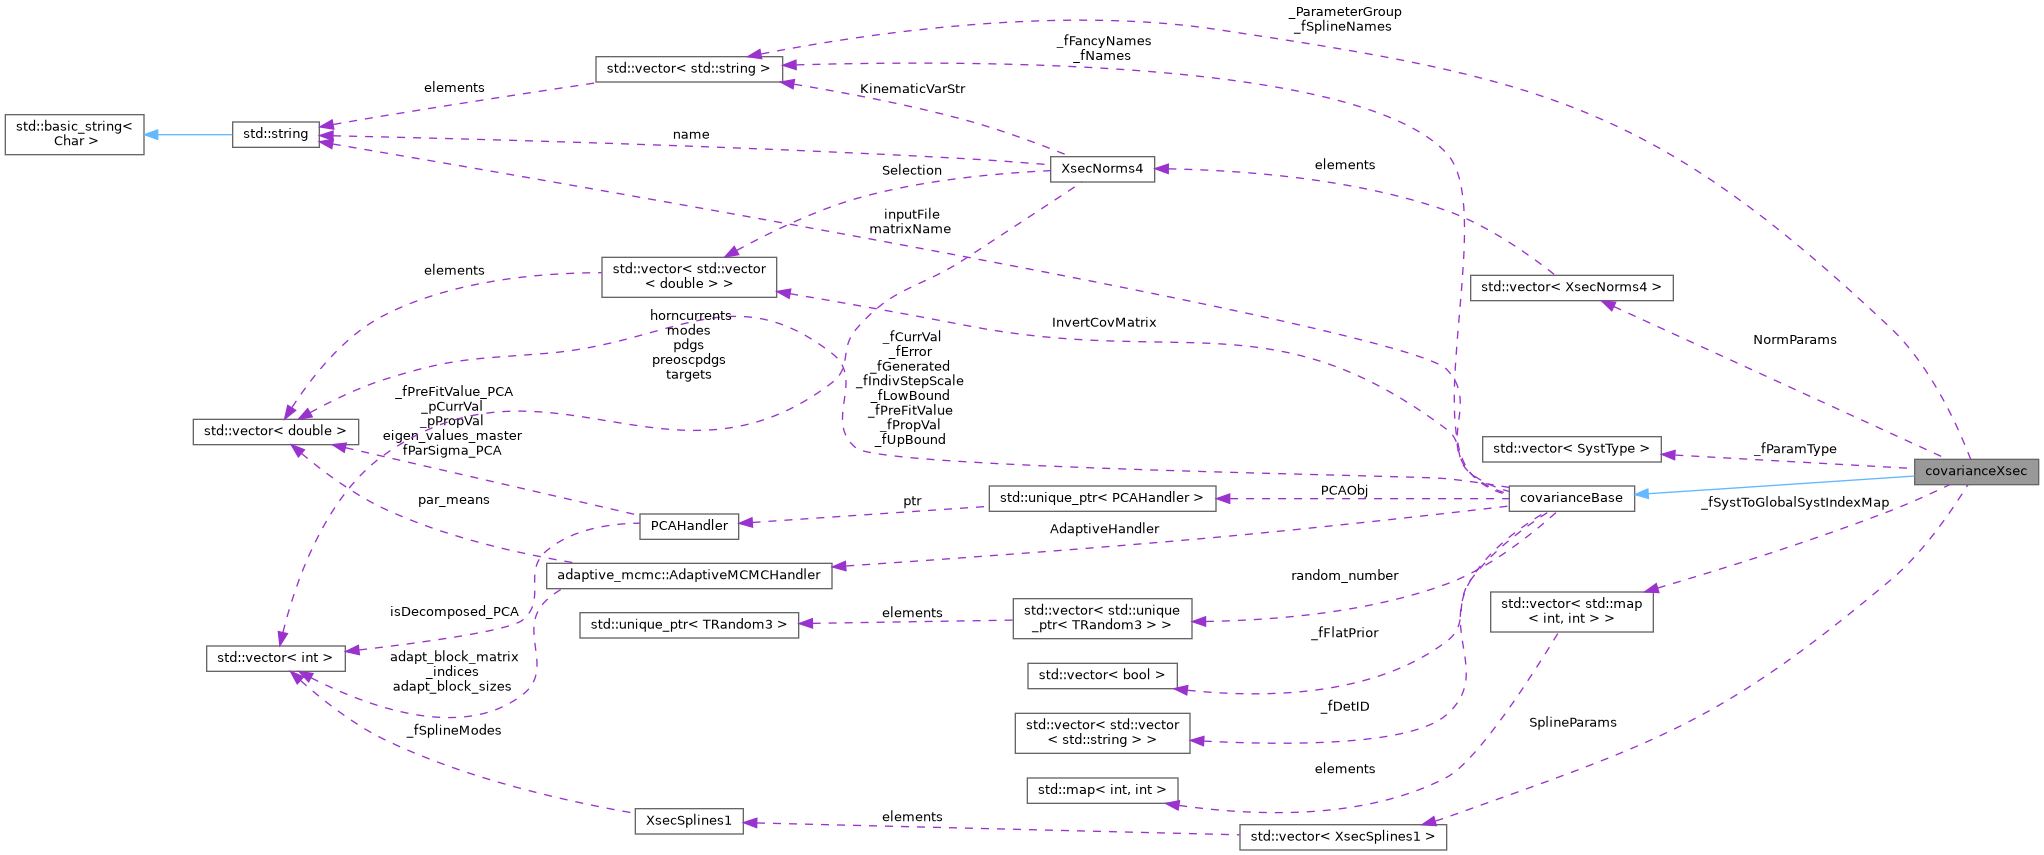 _ParameterGroup
_fSplineNames
_fFancyNames
_fNames
std::vector< std::string >
elements
KinematicVarStr
std::basic_string<
Char >
std::string
name
XsecNorms4
elements
Selection
inputFile
matrixName
std::vector< std::vector
< double > >
elements
std::vector< XsecNorms4 >
horncurrents
modes
pdgs
preoscpdgs
targets
InvertCovMatrix
_fCurrVal
_fError
_fGenerated
_fIndivStepScale
_fLowBound
_fPreFitValue
_fPropVal
_fUpBound
NormParams
_fPreFitValue_PCA
_pCurrVal
_pPropVal
eigen_values_master
fParSigma_PCA
std::vector< double >
std::vector< SystType >
_fParamType
covarianceXsec
par_means
PCAHandler
ptr
std::unique_ptr< PCAHandler >
PCAObj
covarianceBase
_fSystToGlobalSystIndexMap
AdaptiveHandler
adaptive_mcmc::AdaptiveMCMCHandler
random_number
isDecomposed_PCA
std::unique_ptr< TRandom3 >
elements
std::vector< std::unique
_ptr< TRandom3 > >
std::vector< std::map
< int, int > >
_fFlatPrior
std::vector< int >
adapt_block_matrix
_indices
adapt_block_sizes
std::vector< bool >
_fDetID
_fSplineModes
std::vector< std::vector
< std::string > >
SplineParams
elements
std::map< int, int >
XsecSplines1
elements
std::vector< XsecSplines1 >